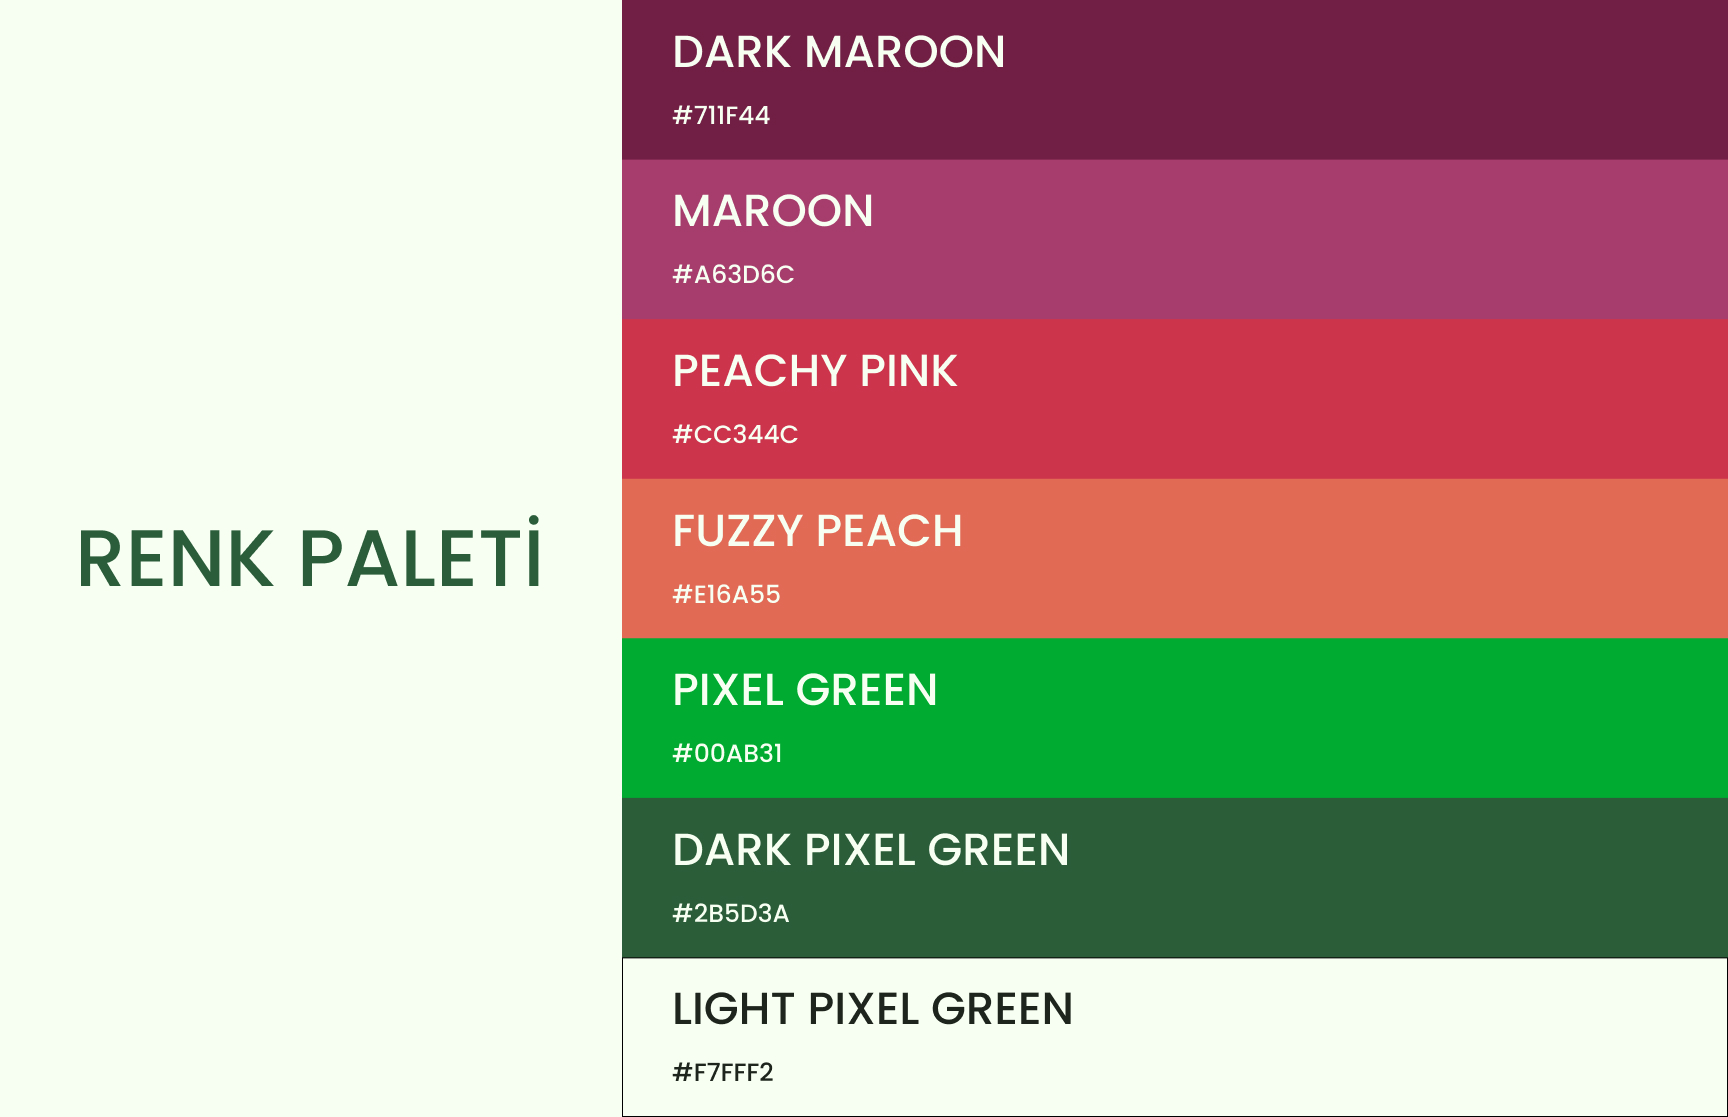 RENK PALETİ
DARK MAROON
#711F44
MAROON
#A63D6C
PEACHY PINK
#CC344C
FUZZY PEACH
#E16A55
PIXEL GREEN
#00AB31
DARK PIXEL GREEN
#2B5D3A
LIGHT PIXEL GREEN
#F7FFF2